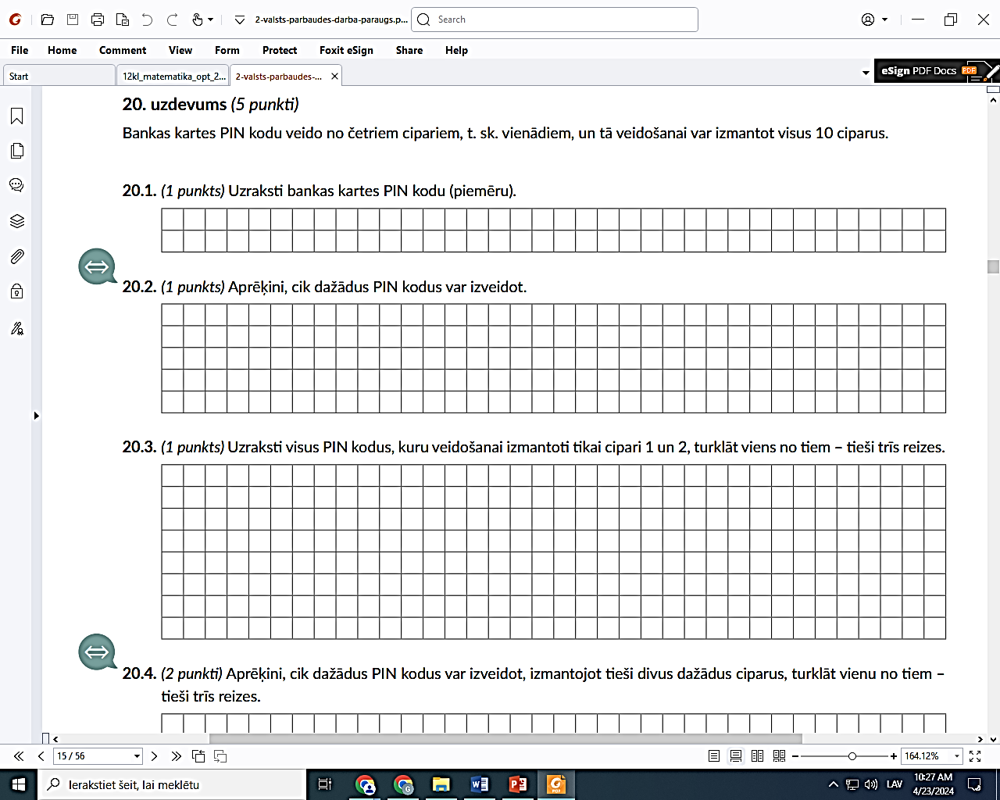 2-valsts-parbaudes-darba-paraugs.p...
Search
File Home Comment View Form Protect Foxit eSign Share Help
Start
12kl_matematika_opt_2...
2-valsts-parbaudes-...
eSign PDF Docs
PDF
20. uzdevums (5 punkti)
Bankas kartes PIN kodu veido no četriem cipariem, t. sk. vienādiem, un tā veidošanai var izmantot visus 10 ciparus.
20.1. (1 punkts) Uzraksti bankas kartes PIN kodu (piemēru).
20.2. (1 punkts) Aprēķini, cik dažādus PIN kodus var izveidot.
20.3. (1 punkts) Uzraksti visus PIN kodus, kuru veidošanai izmantoti tikai cipari 1 un 2, turklāt viens no tiem – tieši trīs reizes.
20.4. (2 punkti) Aprēķini, cik dažādus PIN kodus var izveidot, izmantojot tieši divus dažādus ciparus, turklāt vienu no tiem –
tieši trīs reizes.
15 / 56
164.12%
Ierakstiet šeit, lai meklētu
LAV
10:27 AM
4/23/2024